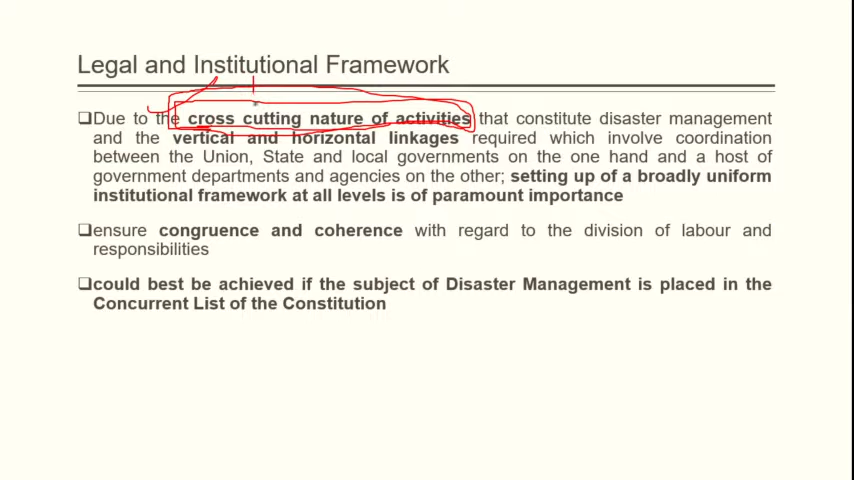 Legal and Institutional Framework
❑Due to the cross cutting nature of activities that constitute disaster management
and the vertical and horizontal linkages required which involve coordination
between the Union, State and local governments on the one hand and a host of
government departments and agencies on the other; setting up of a broadly uniform
institutional framework at all levels is of paramount importance
❑ensure congruence and coherence with regard to the division of labour and
responsibilities
❑could best be achieved if the subject of Disaster Management is placed in the
Concurrent List of the Constitution